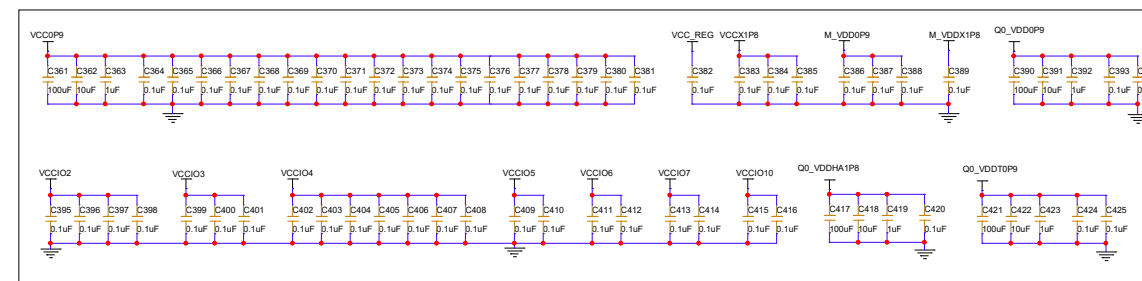 VCC0P9 VCC_REG VCCX1P8 M_VDD0P9 M_VDDX1P8 Q0_VDD0P9
C361 C362 C363 C364 C365 C366 C367 C368 C369 C370 C371 C372 C373 C374 C375 C376 C377 C378 C379 C380 C381 C382 C383 C384 C385 C386 C387 C388 C389 C390 C391 C392 C393
100uF 10uF 1uF 0.1uF 0.1uF 0.1uF 0.1uF 0.1uF 0.1uF 0.1uF 0.1uF 0.1uF 0.1uF 0.1uF 0.1uF 0.1uF 0.1uF 0.1uF 0.1uF 0.1uF 0.1uF 0.1uF 0.1uF 0.1uF 0.1uF 0.1uF 0.1uF 0.1uF 0.1uF 100uF 10uF 1uF 0.1uF
VCCIO2 VCCIO3 VCCIO4 VCCIO5 VCCIO6 VCCIO7 VCCIO10 Q0_VDDHA1P8 Q0_VDDT0P9
C395 C396 C397 C398 C399 C400 C401 C402 C403 C404 C405 C406 C407 C408 C409 C410 C411 C412 C413 C414 C415 C416 C417 C418 C419 C420 C421 C422 C423 C424 C425
0.1uF 0.1uF 0.1uF 0.1uF 0.1uF 0.1uF 0.1uF 0.1uF 0.1uF 0.1uF 0.1uF 0.1uF 0.1uF 0.1uF 0.1uF 0.1uF 0.1uF 0.1uF 0.1uF 0.1uF 0.1uF 0.1uF 100uF 10uF 1uF 0.1uF 100uF 10uF 1uF 0.1uF 0.1uF